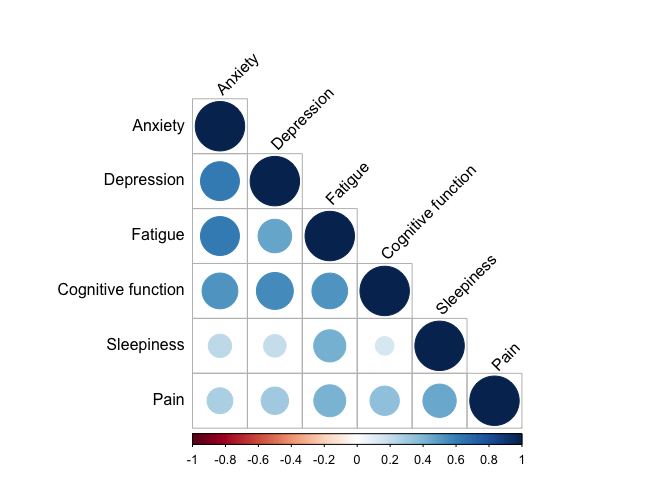 Anxiety
Depression
Fatigue
Cognitive function
Sleepiness
Pain
Anxiety
Depression
Fatigue
Cognitive function
Sleepiness
Pain
-1 -0.8 -0.6 -0.4 -0.2 0 0.2 0.4 0.6 0.8 1